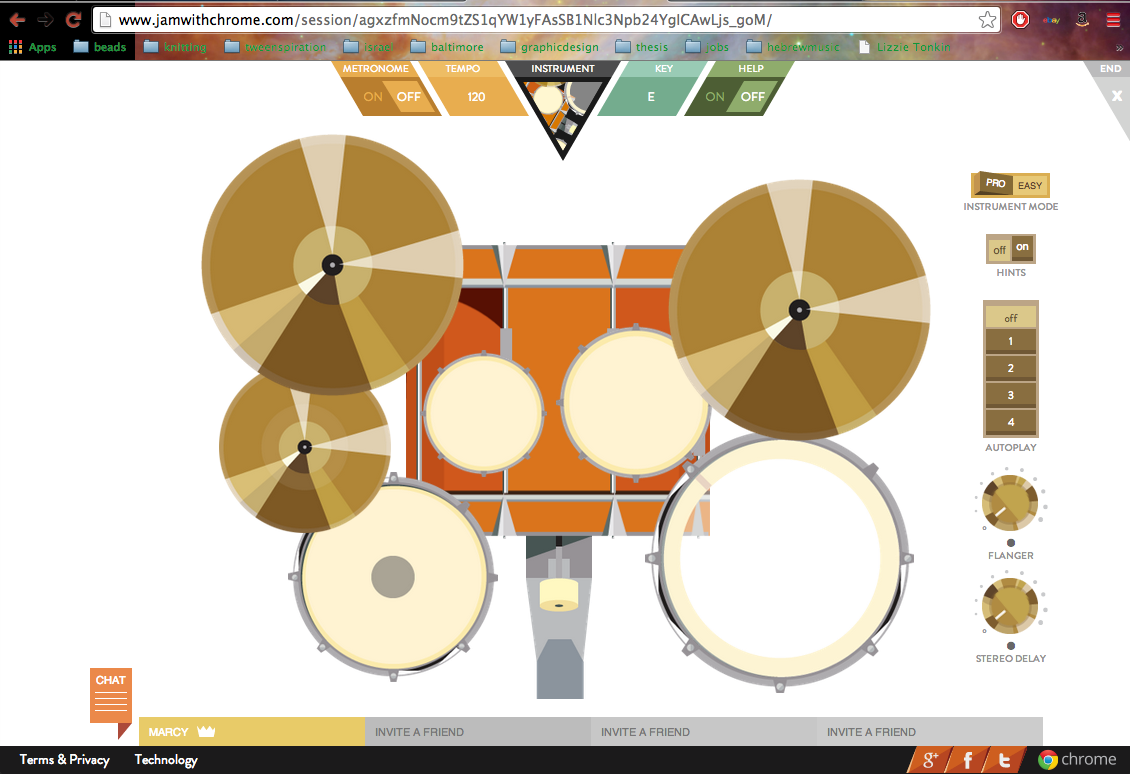 www.jamwithchrome.com/session/agxzfmNocm9tZS1qYW1yFAsSB1Nlc3Npb24YglCAwLjs_goM/
Apps beads knitting tweenspiration israel baltimore graphicdesign thesis jobs hebrewmusic Lizzie Tonkin »
METRONOME TEMPO INSTRUMENT KEY HELP END
ON OFF 120 E ON OFF X
PRO EASY
INSTRUMENT MODE
off on
HINTS
off
1
2
3
4
AUTOPLAY
FLANGER
STEREO DELAY
CHAT
MARCY INVITE A FRIEND INVITE A FRIEND INVITE A FRIEND
Terms & Privacy Technology g+ f t chrome